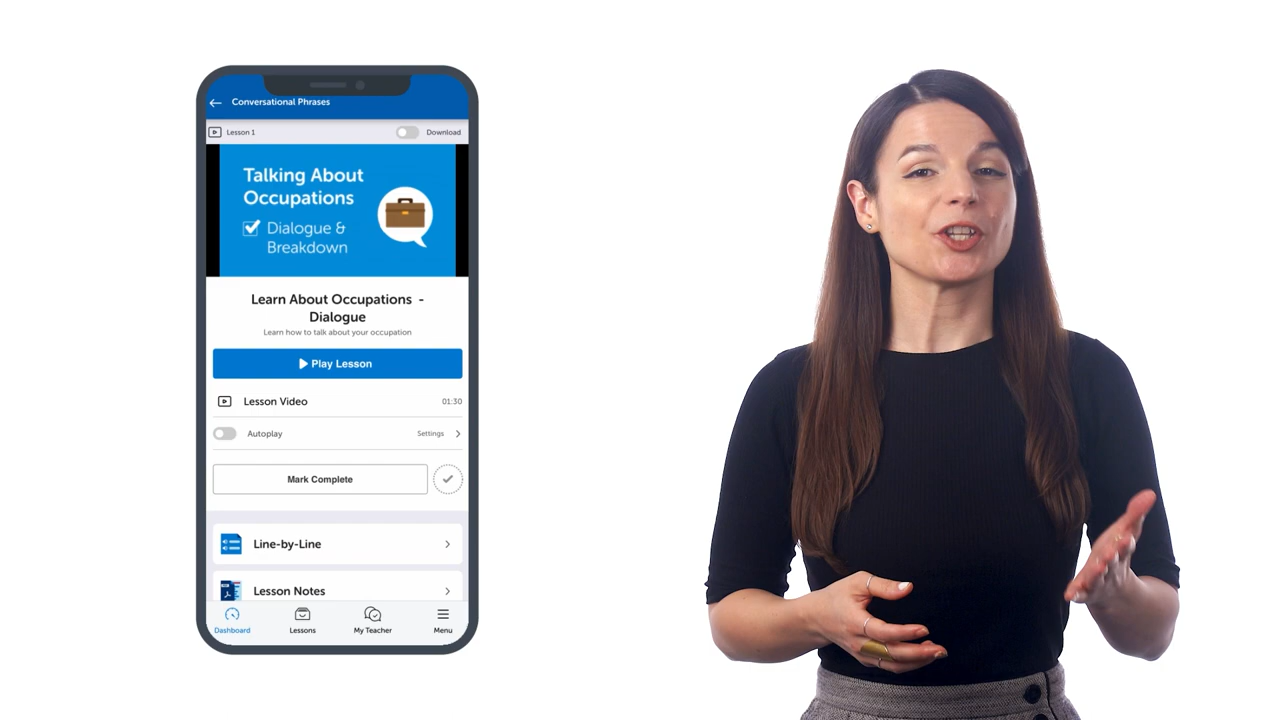 Conversational Phrases
Lesson 1
Download
Talking About
Occupations
Dialogue &
Breakdown
Learn About Occupations -
Dialogue
Learn how to talk about your occupation
Play Lesson
Lesson Video
01:30
Autoplay
Settings
Mark Complete
Line-by-Line
Lesson Notes
Dashboard
Lessons
My Teacher
Menu